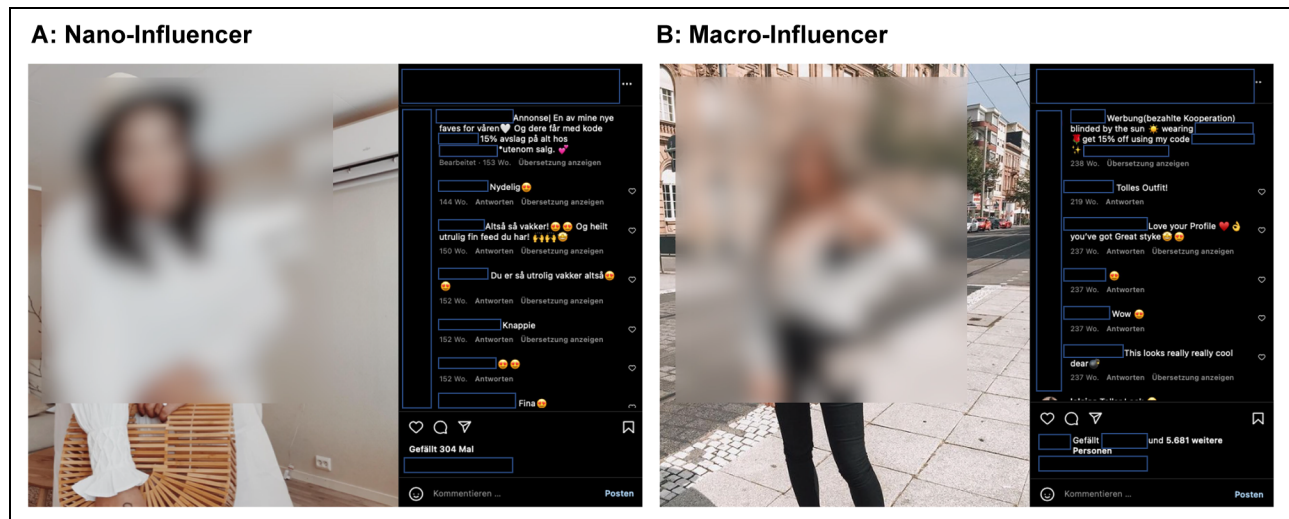 A: Nano-Influencer
B: Macro-Influencer
Annonse| En av mine nye
faves for våren🤍 Og dere får med kode
15% avslag på alt hos
*utenom salg. 💕
Bearbeitet · 153 Wo. Übersetzung anzeigen
Nydelig😍
144 Wo. Antworten Übersetzung anzeigen
Altså så vakker!😍 😍 Og heilt
utrulig fin feed du har! 🙌🙌🤩
150 Wo. Antworten Übersetzung anzeigen
Du er så utrolig vakker altså😍
😍
152 Wo. Antworten Übersetzung anzeigen
Knappie
152 Wo. Antworten Übersetzung anzeigen
😍 😍
152 Wo. Antworten
Fina😍
Gefällt 304 Mal
Kommentieren ... Posten
Werbung(bezahlte Kooperation)
blinded by the sun ☀️ wearing
🌹get 15% off using my code
✨
238 Wo. Übersetzung anzeigen
Tolles Outfit!
219 Wo. Antworten
Love your Profile ❤️👌
you've got Great styke🤩😍
237 Wo. Antworten Übersetzung anzeigen
😍
237 Wo. Antworten
Wow 😍
237 Wo. Antworten
This looks really really cool
dear
237 Wo. Antworten Übersetzung anzeigen
Gefällt und 5.681 weitere
Personen
Kommentieren ... Posten